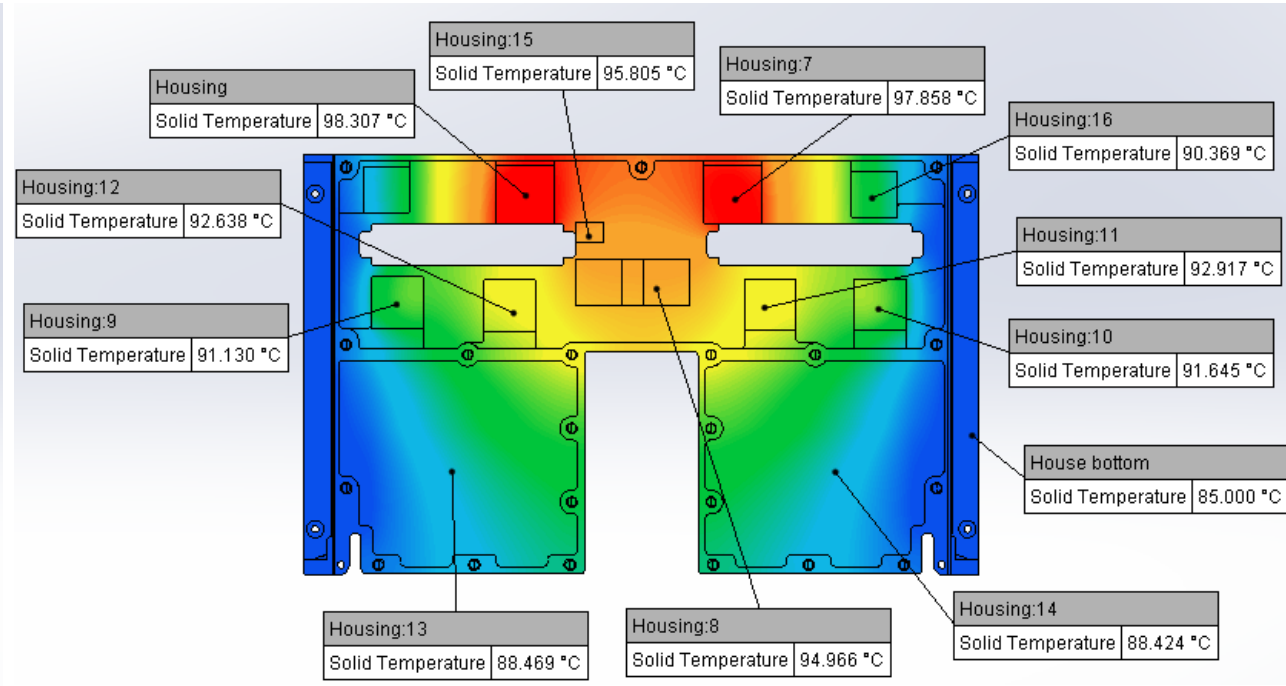 Housing:15
Solid Temperature 95.805 °C
Housing:7
Solid Temperature 97.858 °C
Housing
Solid Temperature 98.307 °C
Housing:16
Solid Temperature 90.369 °C
Housing:12
Solid Temperature 92.638 °C
Housing:11
Solid Temperature 92.917 °C
Housing:9
Solid Temperature 91.130 °C
Housing:10
Solid Temperature 91.645 °C
House bottom
Solid Temperature 85.000 °C
Housing:13
Solid Temperature 88.469 °C
Housing:8
Solid Temperature 94.966 °C
Housing:14
Solid Temperature 88.424 °C